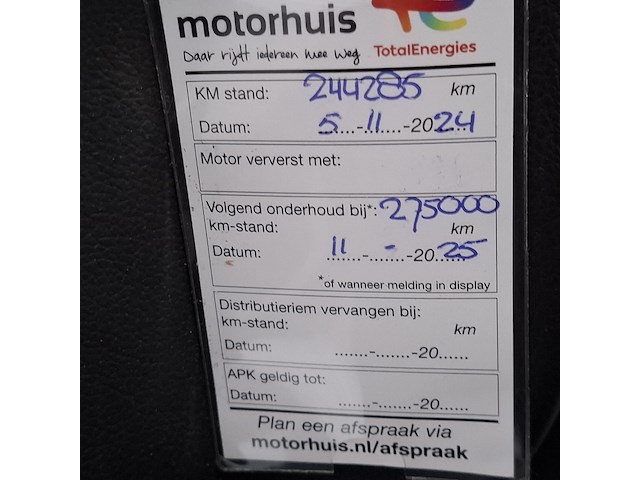 motorhuis
Daar rijdt iedereen mee weg
TotalEnergies
KM stand: 244285 km
Datum: 5....-11....-2024
Motor ververst met:
Volgend onderhoud bij*: 275000
km-stand: km
Datum: 11 .......-.......-2025
*of wanneer melding in display
Distributieriem vervangen bij:
km-stand: km
Datum: .......-.......-20......
APK geldig tot:
Datum: .......-.......-20......
Plan een afspraak via
motorhuis.nl/afspraak